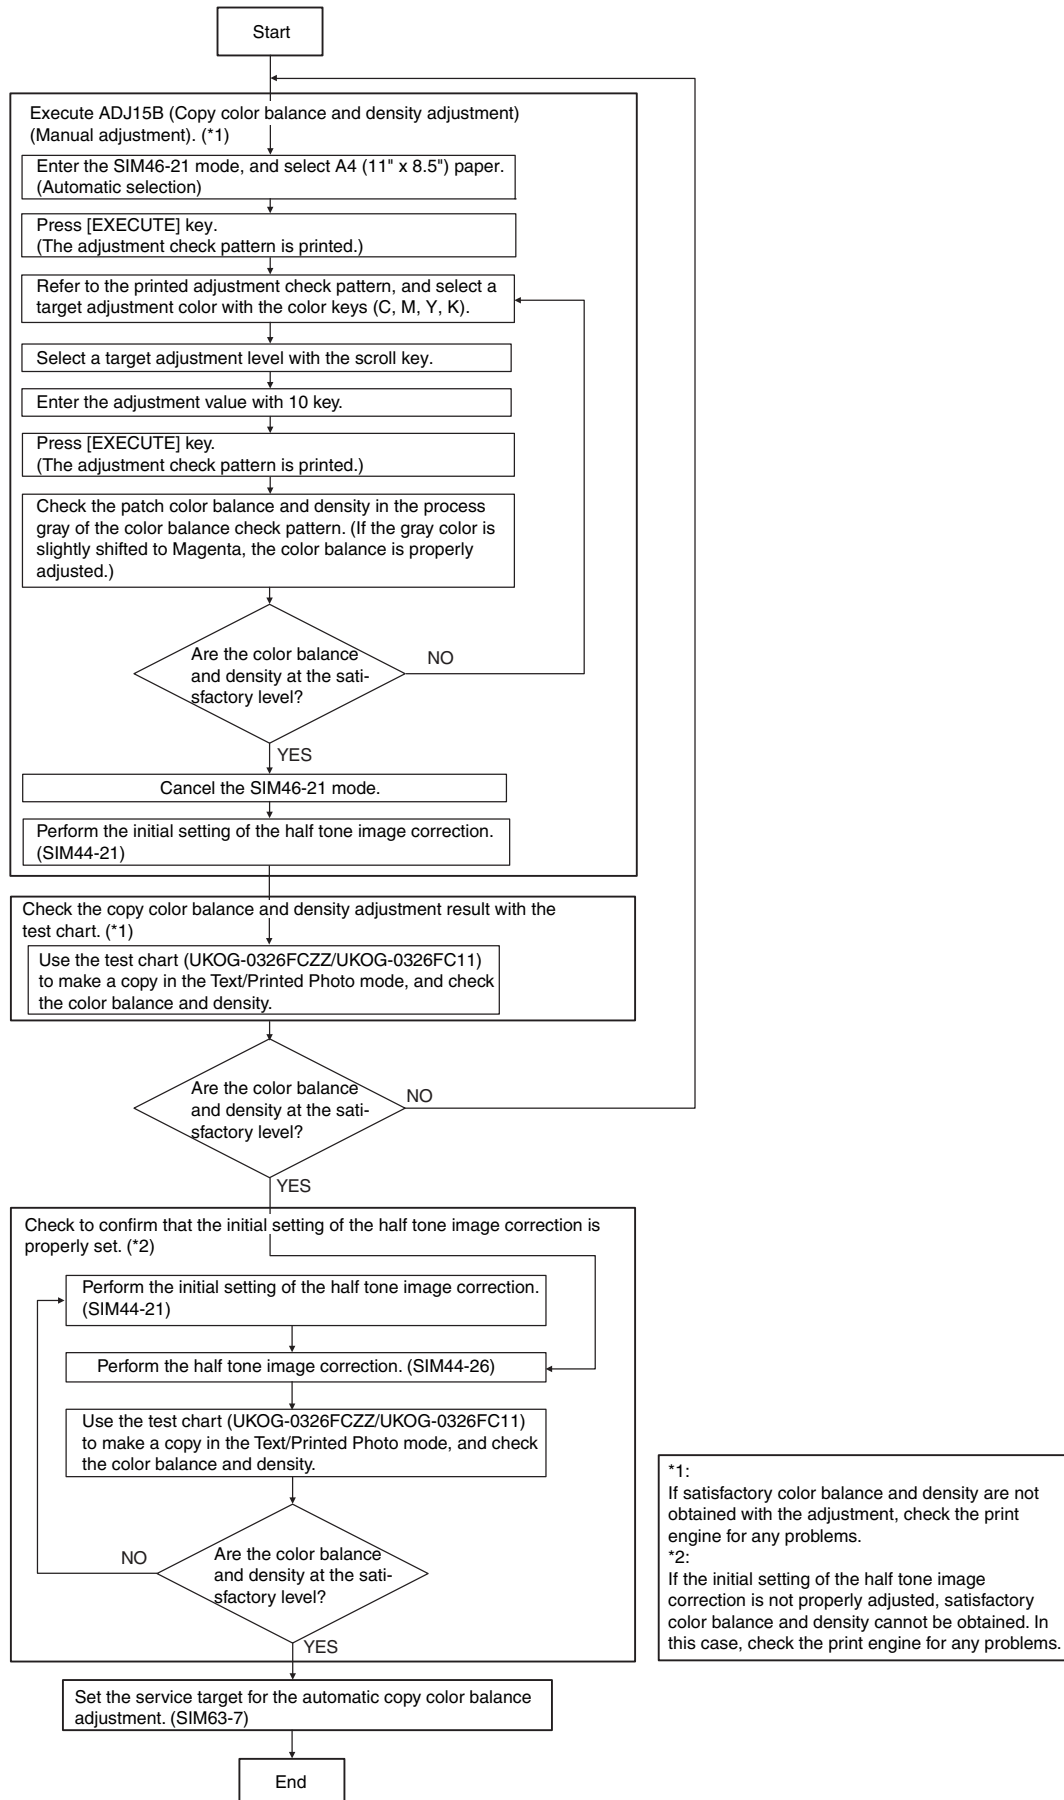 Start
Execute ADJ15B (Copy color balance and density adjustment)
(Manual adjustment). (*1)
Enter the SIM46-21 mode, and select A4 (11" x 8.5") paper.
(Automatic selection)
Press [EXECUTE] key.
(The adjustment check pattern is printed.)
Refer to the printed adjustment check pattern, and select a
target adjustment color with the color keys (C, M, Y, K).
Select a target adjustment level with the scroll key.
Enter the adjustment value with 10 key.
Press [EXECUTE] key.
(The adjustment check pattern is printed.)
Check the patch color balance and density in the process
gray of the color balance check pattern. (If the gray color is
slightly shifted to Magenta, the color balance is properly
adjusted.)
Are the color balance
and density at the sati-
sfactory level?
NO
YES
Cancel the SIM46-21 mode.
Perform the initial setting of the half tone image correction.
(SIM44-21)
Check the copy color balance and density adjustment result with the
test chart. (*1)
Use the test chart (UKOG-0326FCZZ/UKOG-0326FC11)
to make a copy in the Text/Printed Photo mode, and check
the color balance and density.
Are the color balance
and density at the sati-
sfactory level?
NO
YES
Check to confirm that the initial setting of the half tone image correction is
properly set. (*2)
Perform the initial setting of the half tone image correction.
(SIM44-21)
Perform the half tone image correction. (SIM44-26)
Use the test chart (UKOG-0326FCZZ/UKOG-0326FC11)
to make a copy in the Text/Printed Photo mode, and check
the color balance and density.
Are the color balance
and density at the sati-
sfactory level?
NO
YES
Set the service target for the automatic copy color balance
adjustment. (SIM63-7)
End
*1:
If satisfactory color balance and density are not
obtained with the adjustment, check the print
engine for any problems.
*2:
If the initial setting of the half tone image
correction is not properly adjusted, satisfactory
color balance and density cannot be obtained. In
this case, check the print engine for any problems.